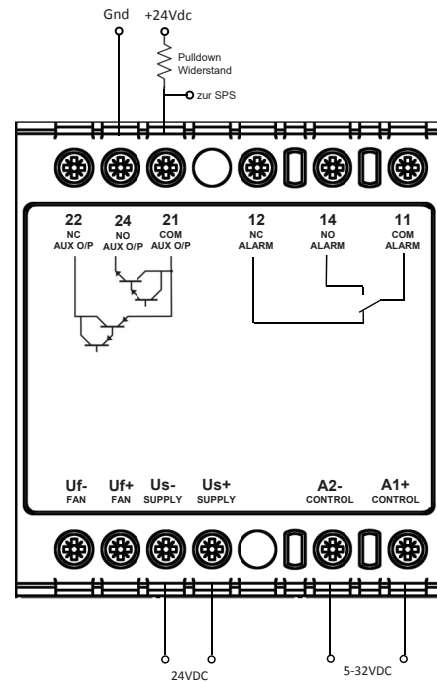 Gnd +24Vdc
Pulldown
Widerstand
zur SPS
22 24 21 12 14 11
NC NO COM NC NO COM
AUX O/P AUX O/P AUX O/P ALARM ALARM ALARM
Uf- Uf+ Us- Us+ A2- A1+
FAN FAN SUPPLY SUPPLY CONTROL CONTROL
24VDC 5-32VDC